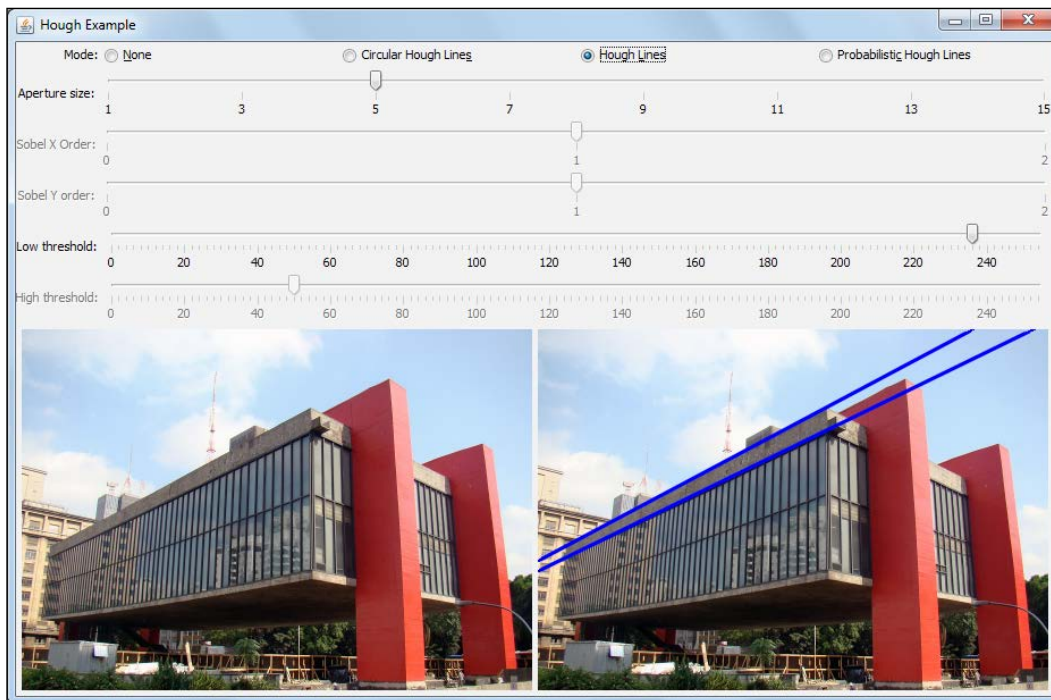 Hough Example
Mode: None Circular Hough Lines Hough Lines Probabilistic Hough Lines
Aperture size:
1 3 5 7 9 11 13 15
Sobel X Order:
0 1 2
Sobel Y order:
0 1 2
Low threshold:
0 20 40 60 80 100 120 140 160 180 200 220 240
High threshold:
0 20 40 60 80 100 120 140 160 180 200 220 240